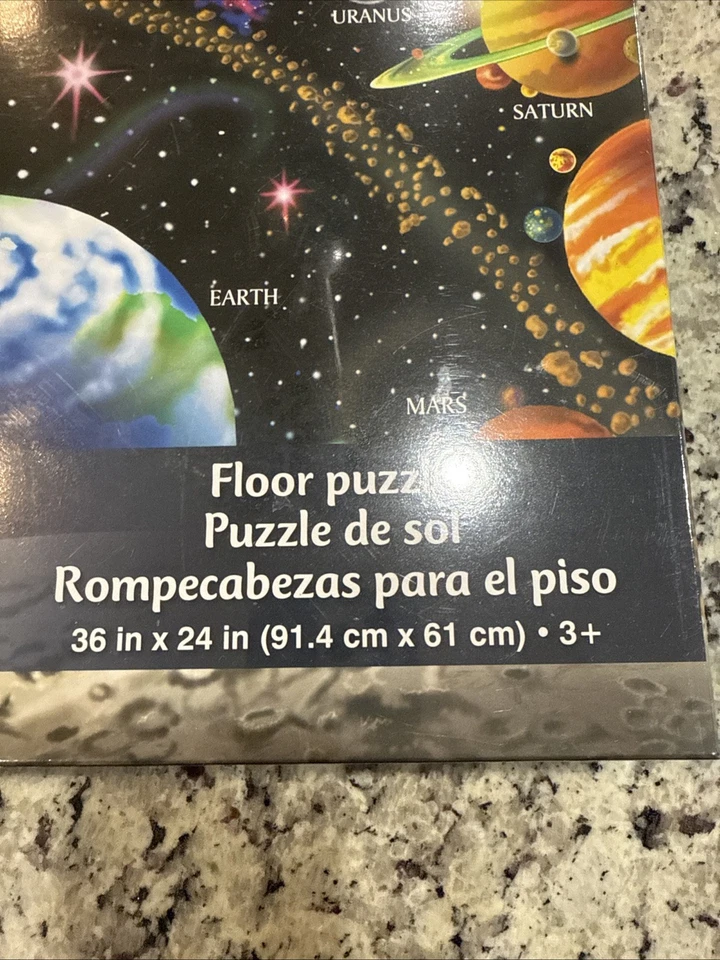 URANUS
SATURN
EARTH
MARS
Floor
Puzzle de sol
Rompecabezas para el piso
36 in x 24 in (91.4 cm x 61 cm) • 3+